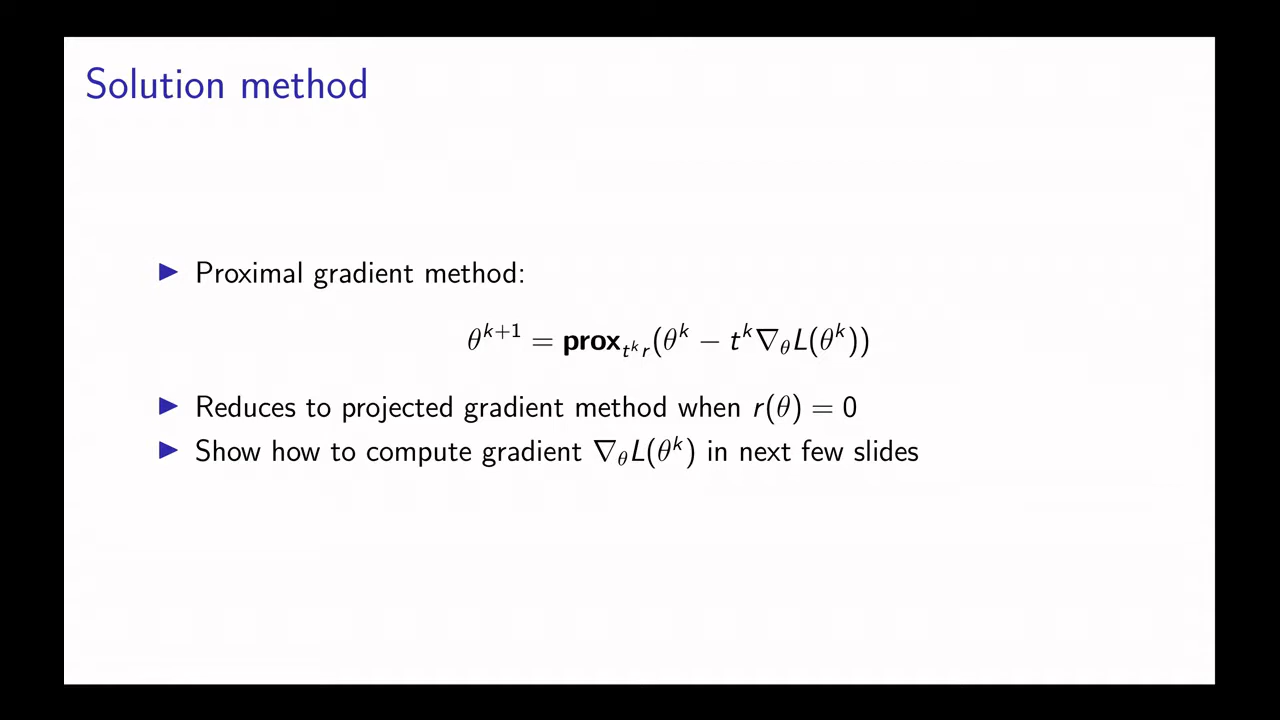 Solution method
▶ Proximal gradient method:
θ^{k+1} = prox_{t^k r}(θ^k − t^k ∇_θ L(θ^k))
▶ Reduces to projected gradient method when r(θ) = 0
▶ Show how to compute gradient ∇_θ L(θ^k) in next few slides